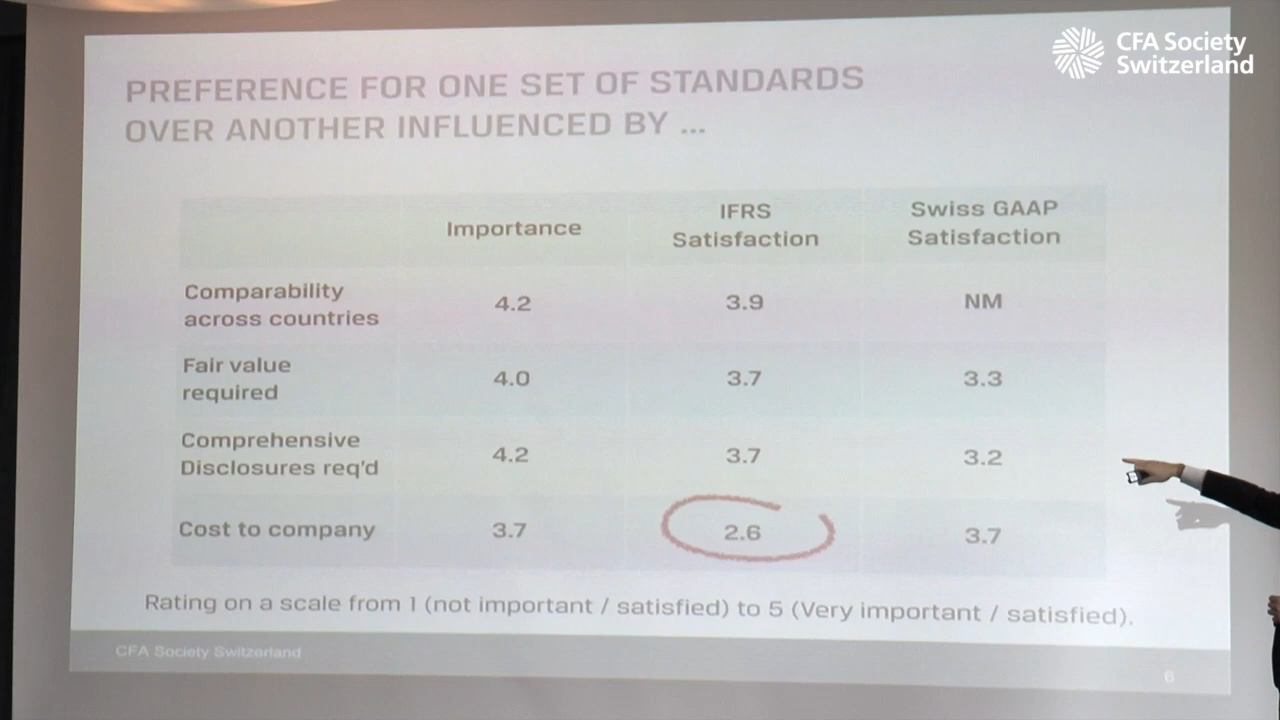 CFA Society
Switzerland
PREFERENCE FOR ONE SET OF STANDARDS
OVER ANOTHER INFLUENCED BY ...
Importance
IFRS
Satisfaction
Swiss GAAP
Satisfaction
Comparability
across countries
4.2
3.9
NM
Fair value
required
4.0
3.7
3.3
Comprehensive
Disclosures req'd
4.2
3.7
3.2
Cost to company
3.7
2.6
3.7
Rating on a scale from 1 (not important / satisfied) to 5 (Very important / satisfied).
CFA Society Switzerland
6